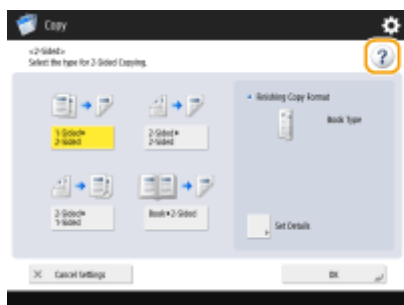 Copy
<2-Sided>
Select the type for 2-Sided Copying.
?
1-Sided►
2-Sided
2-Sided►
2-Sided
2-Sided►
1-Sided
Book►2-Sided
Finishing Copy Format
Book Type
Set Details
× Cancel Settings
OK